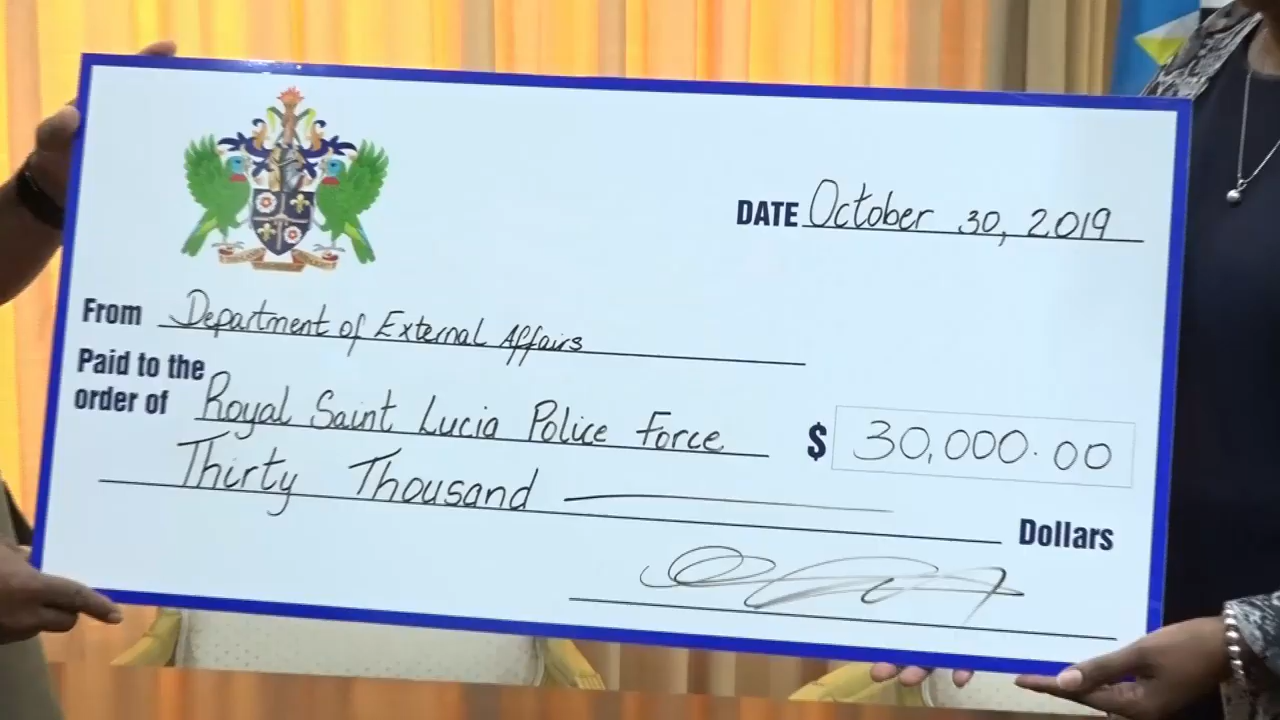 DATE October 30, 2019
From Department of External Affairs
Paid to the order of Royal Saint Lucia Police Force $ 30,000.00
Thirty Thousand Dollars